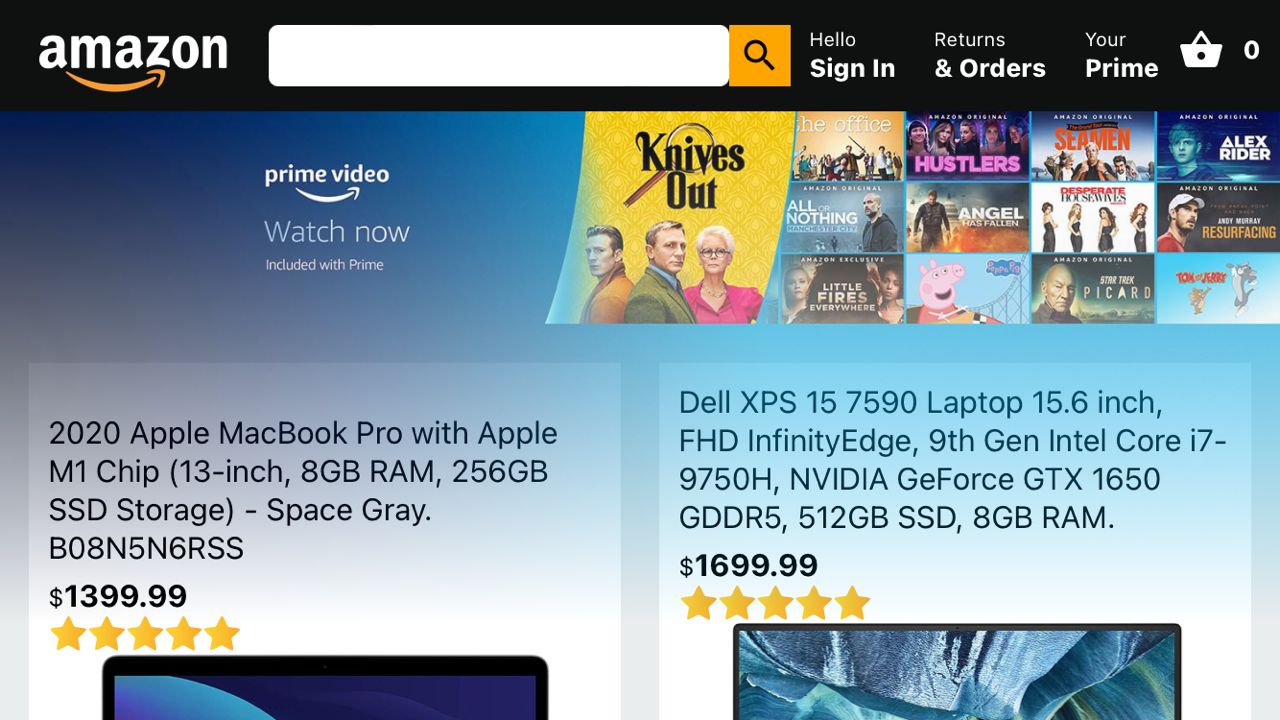 amazon
Hello
Sign In
Returns
& Orders
Your
Prime
0
prime video
Watch now
Included with Prime
Knives
Out
the office
AMAZON ORIGINAL
HUSTLERS
AMAZON ORIGINAL
The Grand Tour
SEAMEN
AMAZON ORIGINAL
ALEX
RIDER
AMAZON ORIGINAL
ALL OR
NOTHING
MANCHESTER CITY
ANGEL
HAS FALLEN
DESPERATE
HOUSEWIVES
AMAZON ORIGINAL
ANDY MURRAY
RESURFACING
AMAZON EXCLUSIVE
LITTLE
FIRES
EVERYWHERE
Peppa Pig
AMAZON ORIGINAL
STAR TREK
PICARD
TOM AND JERRY
2020 Apple MacBook Pro with Apple
M1 Chip (13-inch, 8GB RAM, 256GB
SSD Storage) - Space Gray.
B08N5N6RSS
$1399.99
Dell XPS 15 7590 Laptop 15.6 inch,
FHD InfinityEdge, 9th Gen Intel Core i7-
9750H, NVIDIA GeForce GTX 1650
GDDR5, 512GB SSD, 8GB RAM.
$1699.99